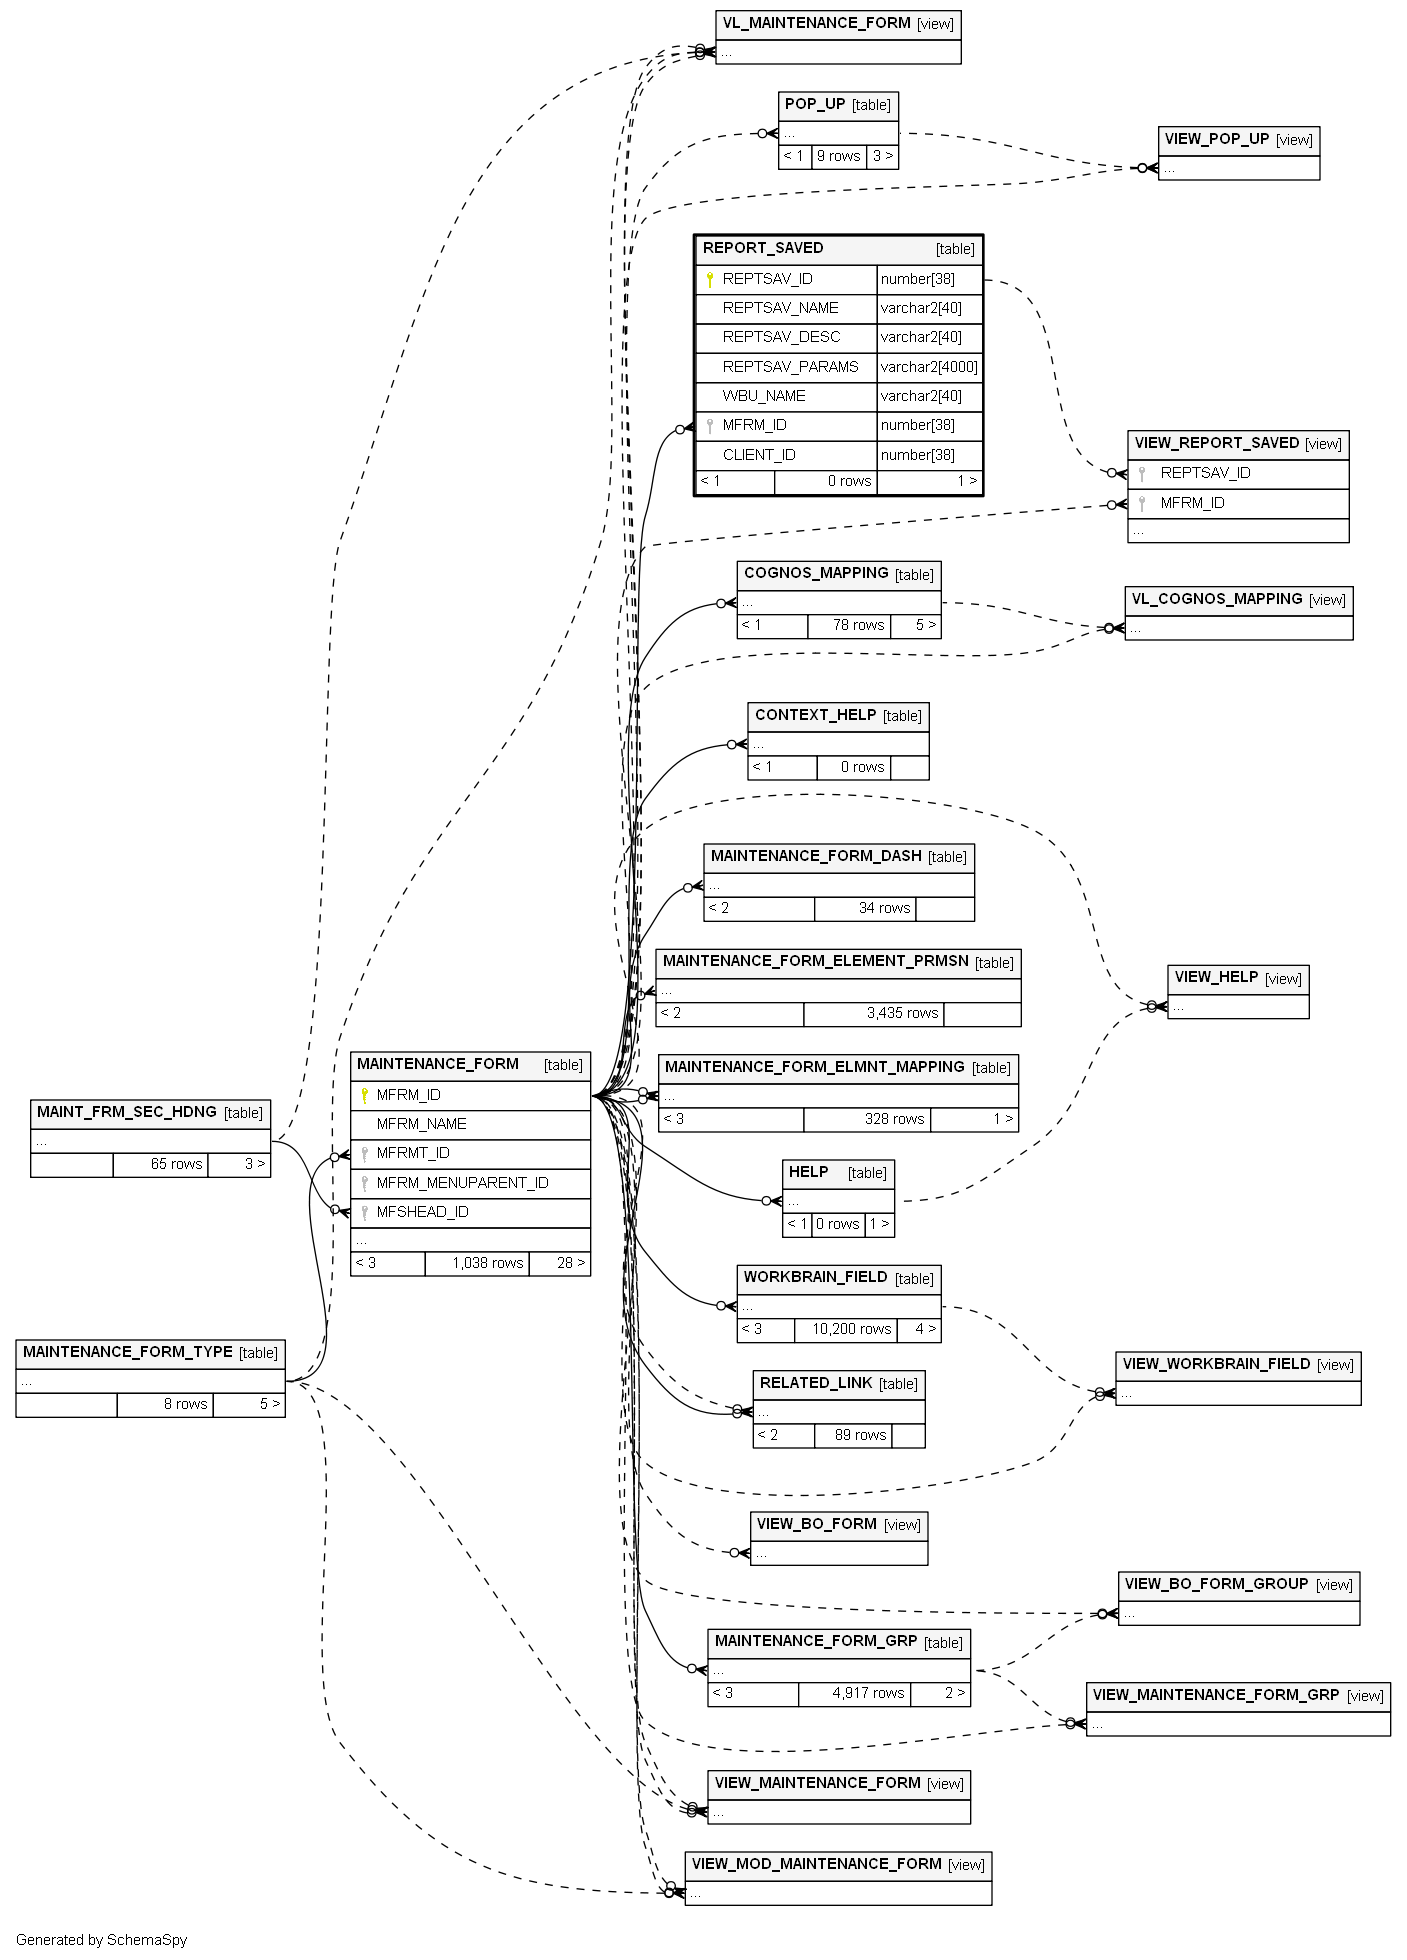 VL_MAINTENANCE_FORM [view]
...
POP_UP [table]
...
< 1 9 rows 3 >
VIEW_POP_UP [view]
...
REPORT_SAVED [table]
REPTSAV_ID number[38]
REPTSAV_NAME varchar2[40]
REPTSAV_DESC varchar2[40]
REPTSAV_PARAMS varchar2[4000]
WBU_NAME varchar2[40]
MFRM_ID number[38]
CLIENT_ID number[38]
< 1 0 rows 1 >
VIEW_REPORT_SAVED [view]
REPTSAV_ID
MFRM_ID
...
COGNOS_MAPPING [table]
...
< 1 78 rows 5 >
VL_COGNOS_MAPPING [view]
...
CONTEXT_HELP [table]
...
< 1 0 rows
MAINTENANCE_FORM_DASH [table]
...
< 2 34 rows
MAINTENANCE_FORM_ELEMENT_PRMSN [table]
...
< 2 3,435 rows
VIEW_HELP [view]
...
MAINTENANCE_FORM [table]
MFRM_ID
MFRM_NAME
MFRMT_ID
MFRM_MENUPARENT_ID
MFSHEAD_ID
...
< 3 1,038 rows 28 >
MAINTENANCE_FORM_ELMNT_MAPPING [table]
...
< 3 328 rows 1 >
MAINT_FRM_SEC_HDNG [table]
...
65 rows 3 >
HELP [table]
...
< 1 0 rows 1 >
WORKBRAIN_FIELD [table]
...
< 3 10,200 rows 4 >
MAINTENANCE_FORM_TYPE [table]
...
8 rows 5 >
VIEW_WORKBRAIN_FIELD [view]
...
RELATED_LINK [table]
...
< 2 89 rows
VIEW_BO_FORM [view]
...
VIEW_BO_FORM_GROUP [view]
...
MAINTENANCE_FORM_GRP [table]
...
< 3 4,917 rows 2 >
VIEW_MAINTENANCE_FORM_GRP [view]
...
VIEW_MAINTENANCE_FORM [view]
...
VIEW_MOD_MAINTENANCE_FORM [view]
...
Generated by SchemaSpy